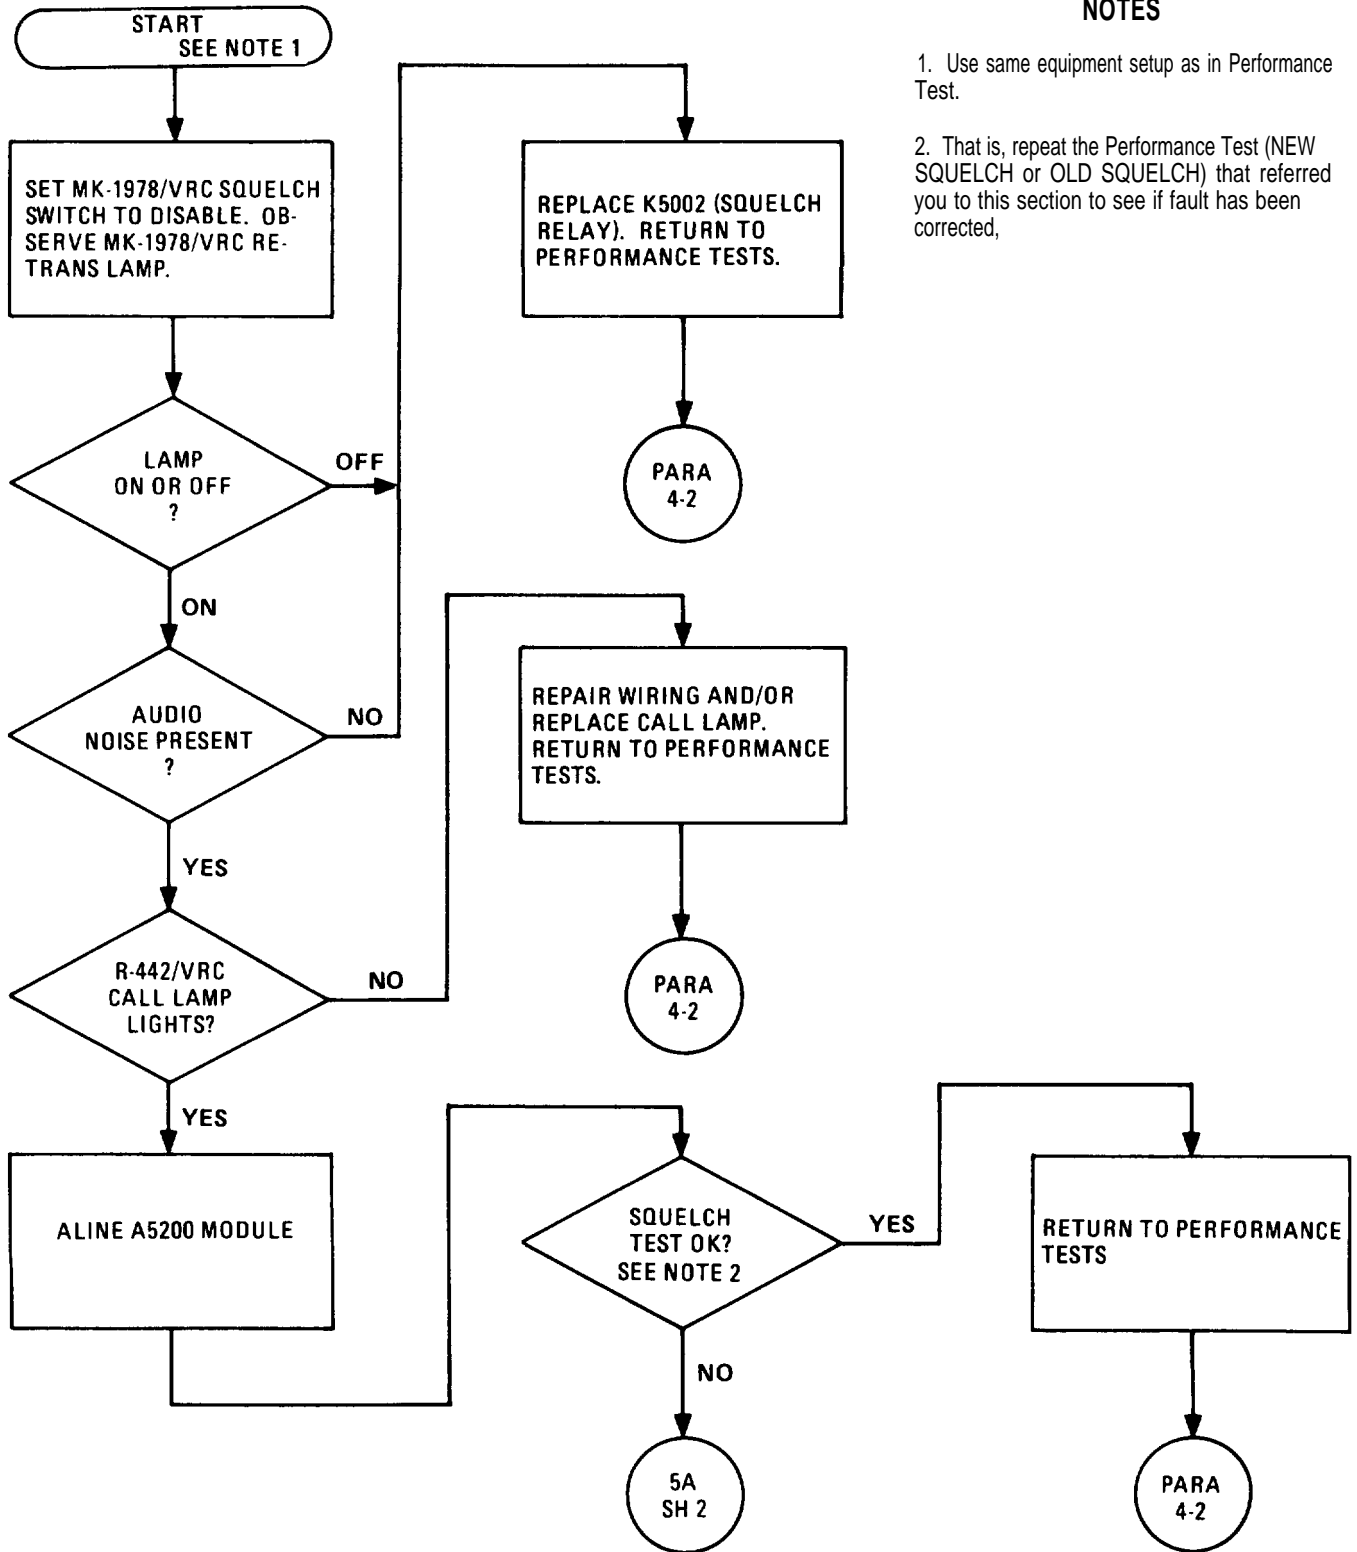 START
SEE NOTE 1
SET MK-1978/VRC SQUELCH
SWITCH TO DISABLE. OB-
SERVE MK-1978/VRC RE-
TRANS LAMP.
LAMP
ON OR OFF
?
OFF
ON
AUDIO
NOISE PRESENT
?
NO
YES
R-442/VRC
CALL LAMP
LIGHTS?
NO
YES
ALINE A5200 MODULE
REPLACE K5002 (SQUELCH
RELAY). RETURN TO
PERFORMANCE TESTS.
PARA
4-2
REPAIR WIRING AND/OR
REPLACE CALL LAMP.
RETURN TO PERFORMANCE
TESTS.
PARA
4-2
SQUELCH
TEST OK?
SEE NOTE 2
YES
NO
5A
SH 2
RETURN TO PERFORMANCE
TESTS
PARA
4-2
NOTES
1. Use same equipment setup as in Performance
Test.
2. That is, repeat the Performance Test (NEW
SQUELCH or OLD SQUELCH) that referred
you to this section to see if fault has been
corrected,